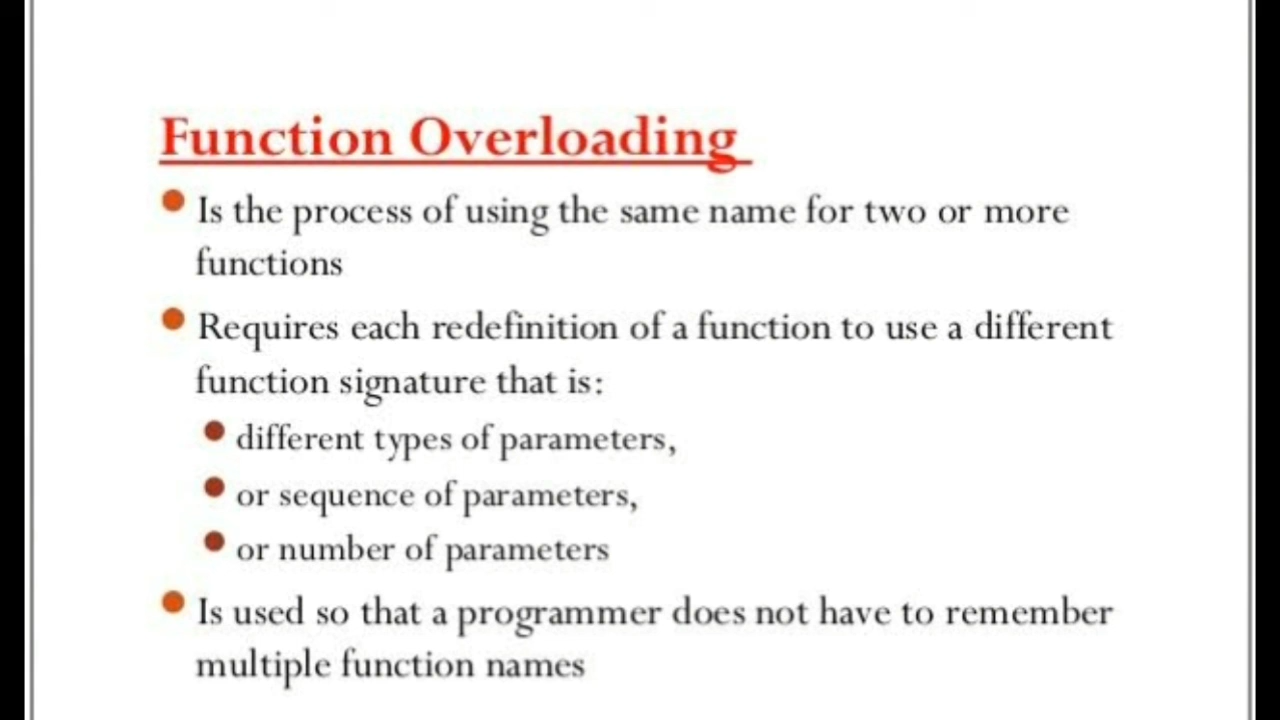 Function Overloading
Is the process of using the same name for two or more
functions
Requires each redefinition of a function to use a different
function signature that is:
different types of parameters,
or sequence of parameters,
or number of parameters
Is used so that a programmer does not have to remember
multiple function names